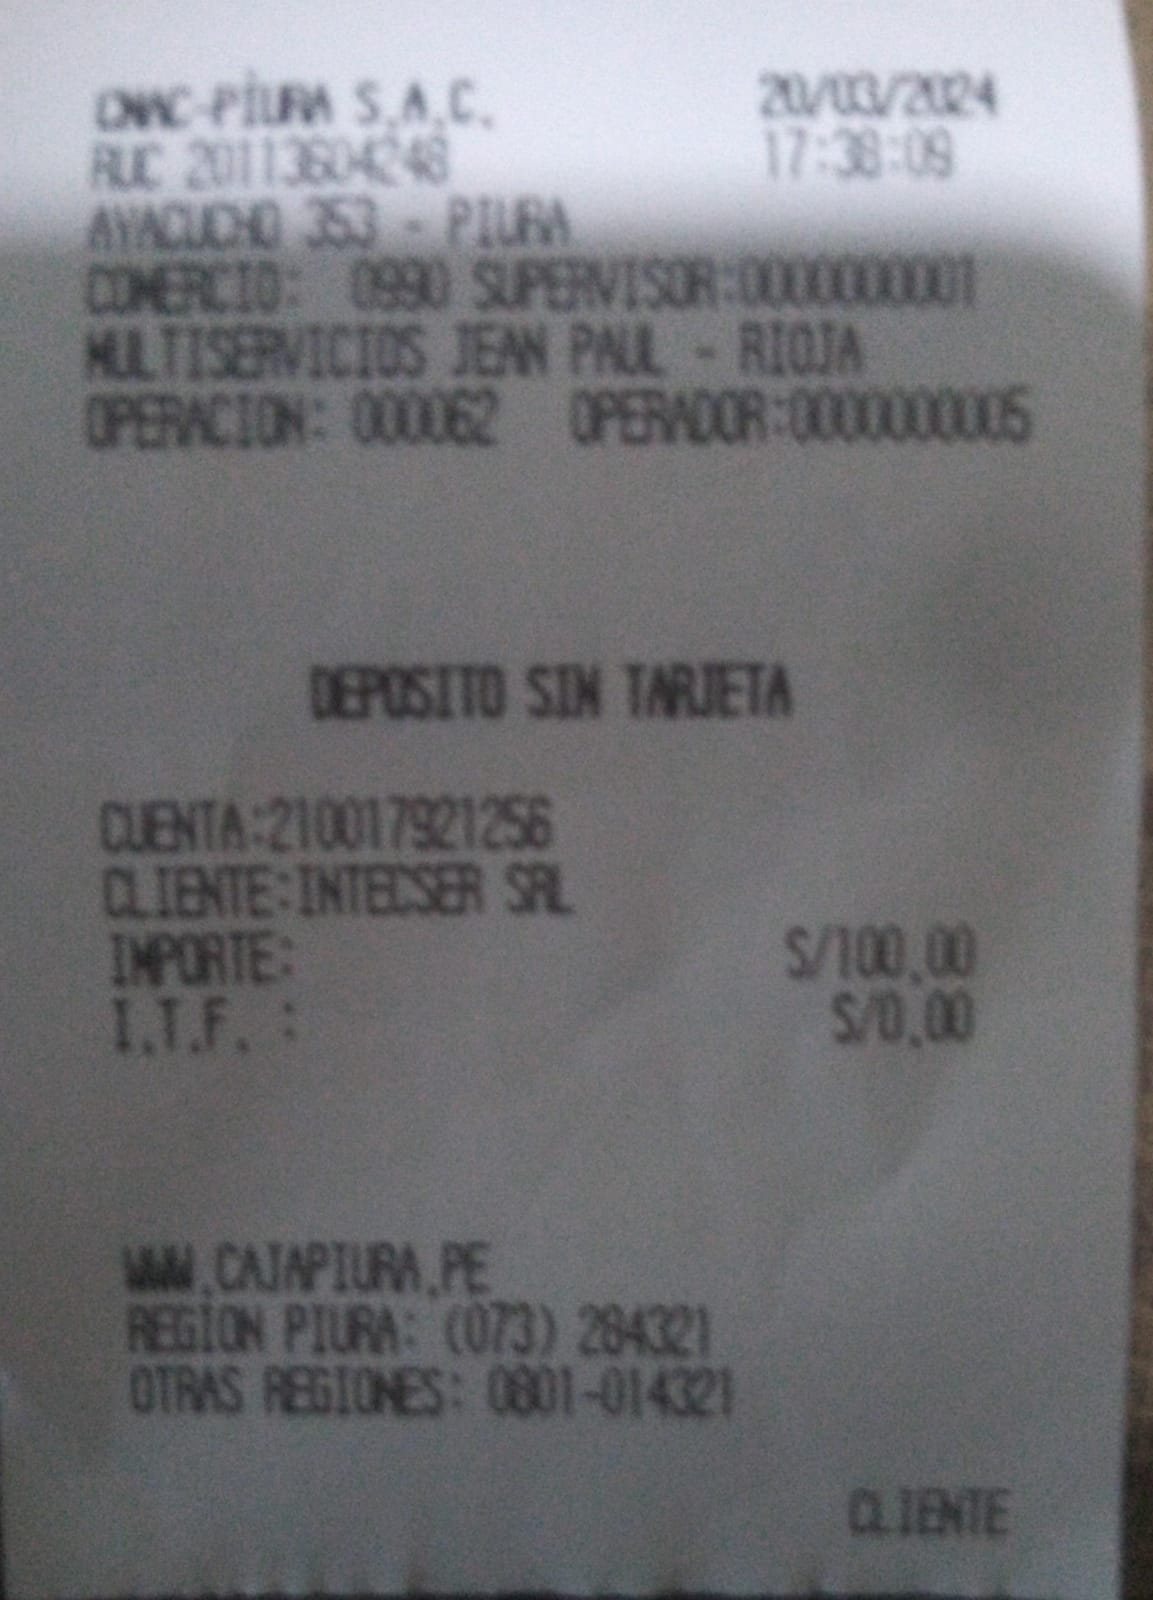 CMAC-PIURA S.A.C. 20/03/2024
RUC 20113604248 17:38:09
AYACUCHO 353 - PIURA
COMERCIO: 0990 SUPERVISOR:0000000001
MULTISERVICIOS JEAN PAUL - RIOJA
OPERACION: 000062 OPERADOR:0000000005
DEPOSITO SIN TARJETA
CUENTA:210017921256
CLIENTE:INTECSER SRL
IMPORTE: S/100.00
I.T.F. : S/0.00
WWW.CAJAPIURA.PE
REGION PIURA: (073) 284321
OTRAS REGIONES: 0801-014321
CLIENTE